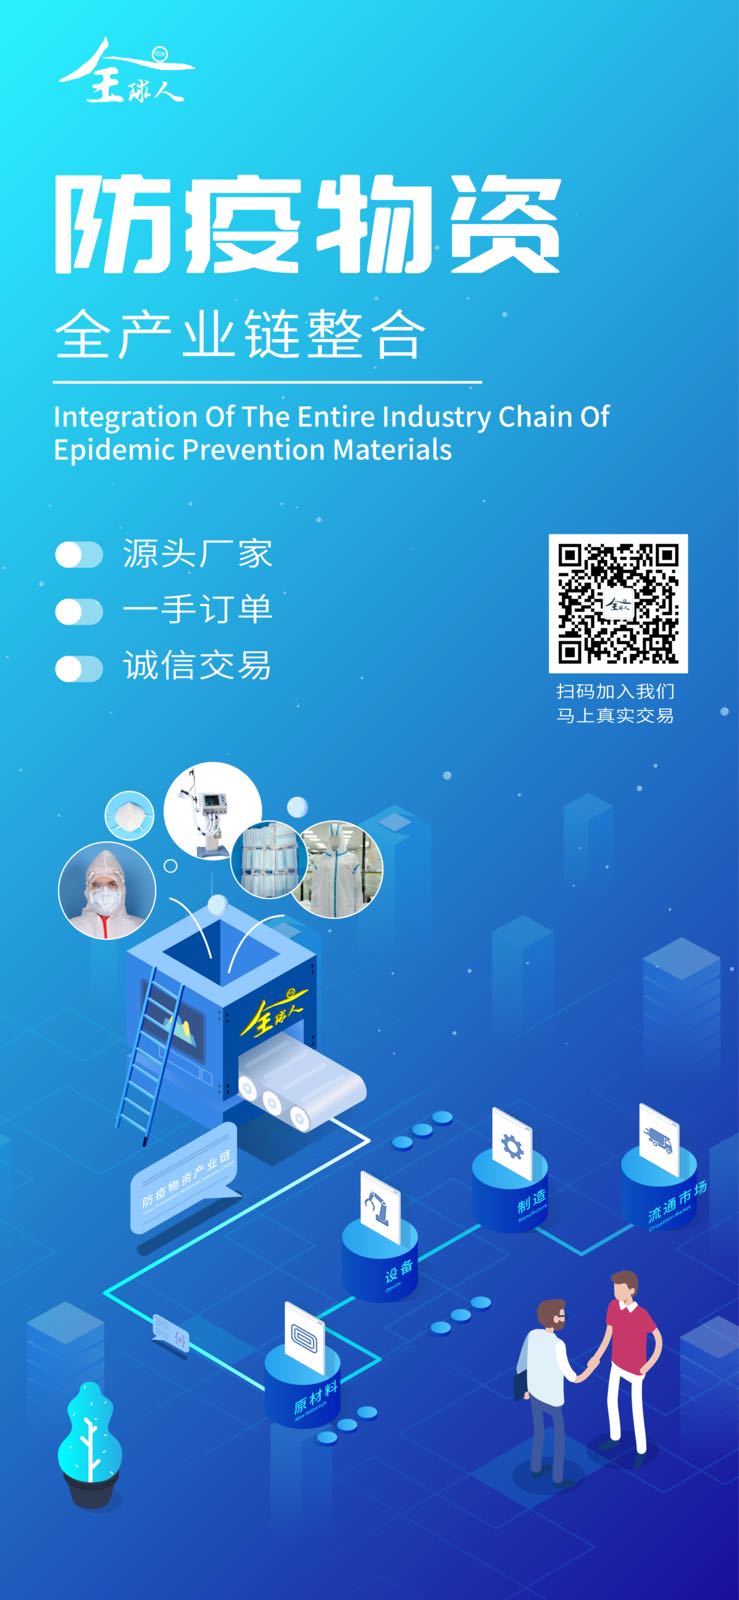 全球人
防疫物资
全产业链整合
Integration Of The Entire Industry Chain Of
Epidemic Prevention Materials
源头厂家
一手订单
诚信交易
扫码加入我们
马上真实交易
全球人
防疫物资产业链
制造
Manufacture
流通市场
Circulation Market
设备
Device
原材料
Raw Materials